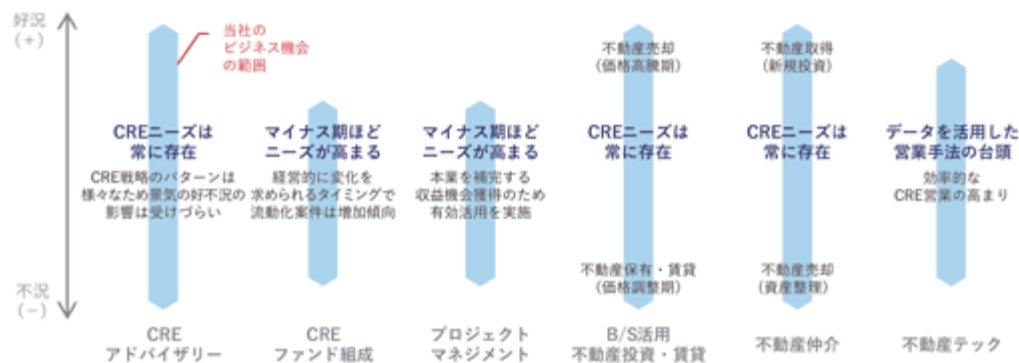 好況
(+)
当社の
ビジネス機会
の範囲
不動産売却
(価格高騰期)
不動産取得
(新規投資)
CREニーズは
常に存在
CRE戦略のパターンは
様々なため景気の好不況の
影響は受けづらい
マイナス期ほど
ニーズが高まる
経営的に変化を
求められるタイミングで
流動化案件は増加傾向
マイナス期ほど
ニーズが高まる
本業を補完する
収益機会獲得のため
有効活用を実施
CREニーズは
常に存在
CREニーズは
常に存在
データを活用した
営業手法の台頭
効率的な
CRE営業の高まり
不動産保有・賃貸
(価格調整期)
不動産売却
(資産整理)
不況
(−)
CRE
アドバイザリー
CRE
ファンド組成
プロジェクト
マネジメント
B/S活用
不動産投資・賃貸
不動産仲介
不動産テック